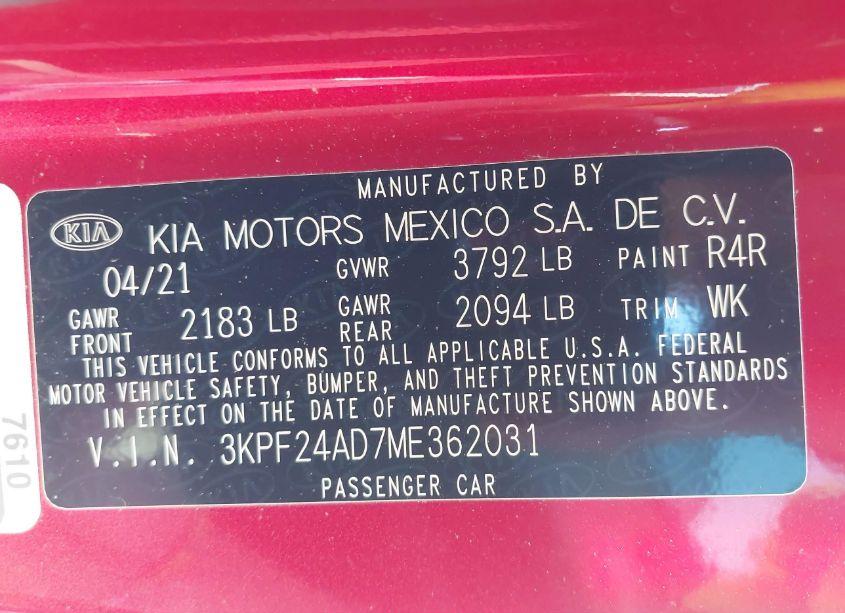 MANUFACTURED BY
KIA KIA MOTORS MEXICO S.A. DE C.V.
04/21 GVWR 3792 LB PAINT R4R
GAWR FRONT 2183 LB GAWR REAR 2094 LB TRIM WK
THIS VEHICLE CONFORMS TO ALL APPLICABLE U.S.A. FEDERAL
MOTOR VEHICLE SAFETY, BUMPER, AND THEFT PREVENTION STANDARDS
IN EFFECT ON THE DATE OF MANUFACTURE SHOWN ABOVE.
V.I.N. 3KPF24AD7ME362031
PASSENGER CAR
7610